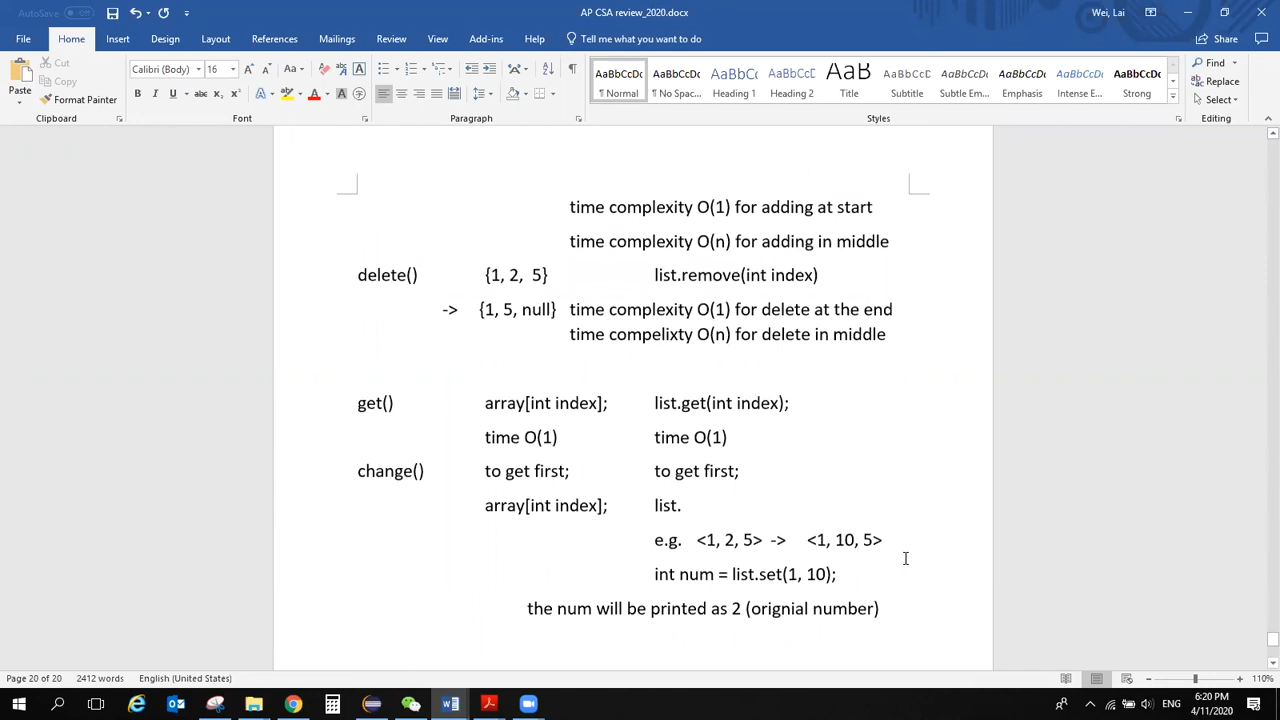 AutoSave Off
AP CSA review_2020.docx
Wei, Lai
File Home Insert Design Layout References Mailings Review View Add-ins Help Tell me what you want to do Share
Paste
Cut
Copy
Format Painter
Clipboard
Calibri (Body) 16
Font
Paragraph
AaBbCcDc AaBbCcDc AaBbCc AaBbCcD AaB AaBbCcC AaBbCcDc AaBbCcDc AaBbCcDc AaBbCcDc
¶ Normal ¶ No Spac... Heading 1 Heading 2 Title Subtitle Subtle Em... Emphasis Intense E... Strong
Styles
Find
Replace
Select
Editing
time complexity O(1) for adding at start
time complexity O(n) for adding in middle
delete() {1, 2, 5} list.remove(int index)
-> {1, 5, null} time complexity O(1) for delete at the end
time compelixty O(n) for delete in middle
get() array[int index]; list.get(int index);
time O(1) time O(1)
change() to get first; to get first;
array[int index]; list.
e.g. <1, 2, 5> -> <1, 10, 5>
int num = list.set(1, 10);
the num will be printed as 2 (orignial number)
Page 20 of 20 2412 words English (United States) 110%
ENG 6:20 PM
4/11/2020